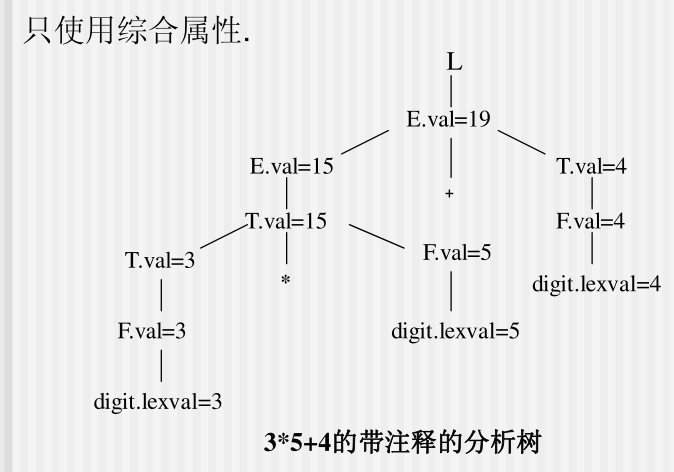 只使用综合属性.
L
E.val=19
E.val=15
+
T.val=4
T.val=15
F.val=4
T.val=3
*
F.val=5
digit.lexval=4
F.val=3
digit.lexval=5
digit.lexval=3
3*5+4的带注释的分析树